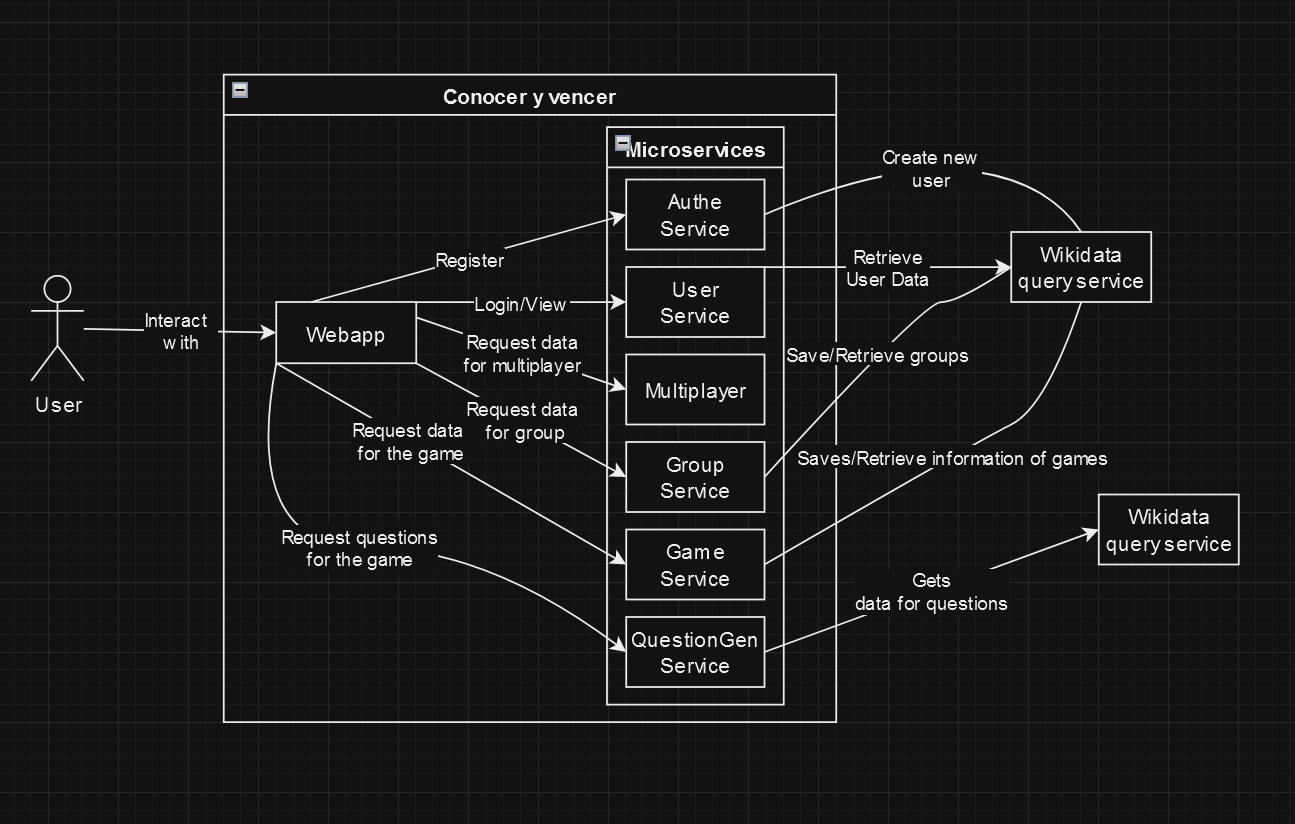 Conocer y vencer
Microservices
Authe
Service
User
Service
Multiplayer
Group
Service
Game
Service
QuestionGen
Service
User
Interact
with
Webapp
Register
Login/View
Request data
for multiplayer
Request data
for group
Request data
for the game
Request questions
for the game
Create new
user
Retrieve
User Data
Save/Retrieve groups
Saves/Retrieve information of games
Gets
data for questions
Wikidata
query service
Wikidata
query service